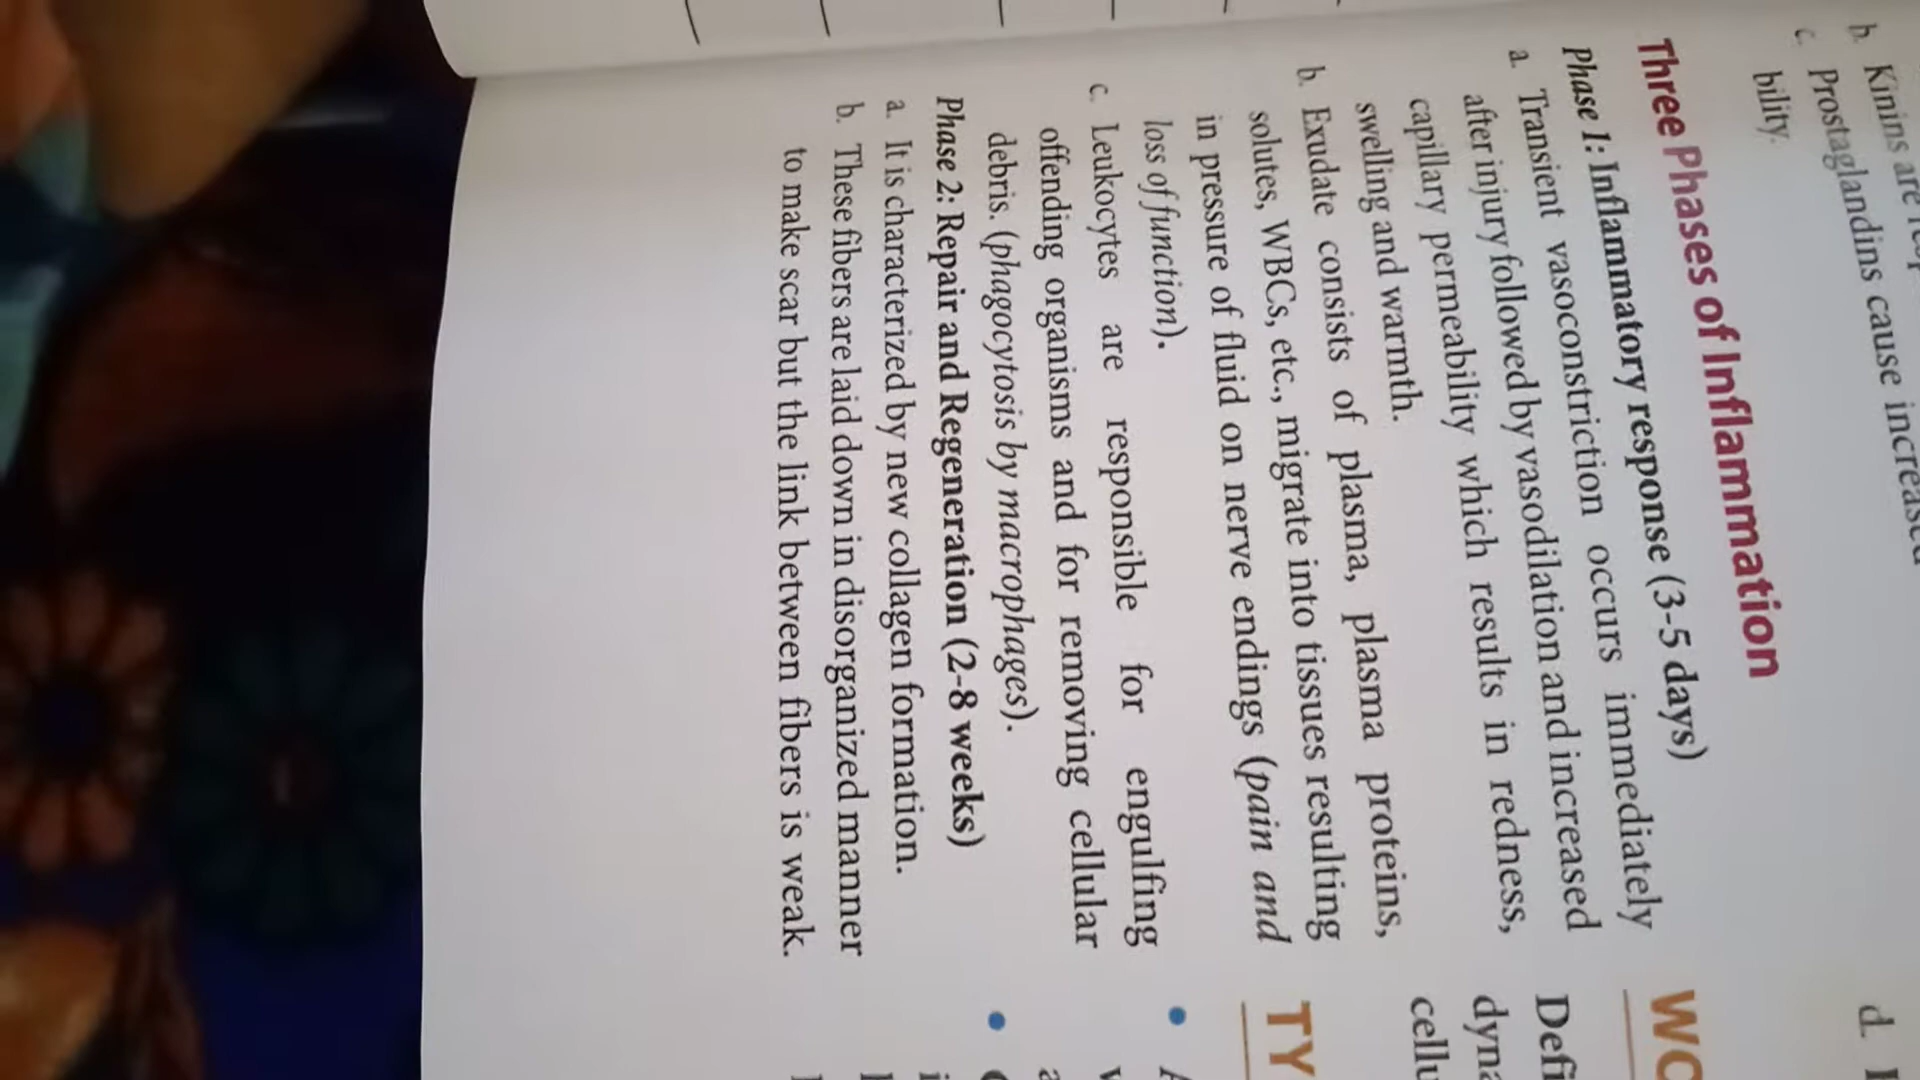 b. Kinins are
c. Prostaglandins cause increased
bility.
Three Phases of Inflammation
Phase 1: Inflammatory response (3-5 days)
a. Transient vasoconstriction occurs immediately
after injury followed by vasodilation and increased
capillary permeability which results in redness,
swelling and warmth.
b. Exudate consists of plasma, plasma proteins,
solutes, WBCs, etc., migrate into tissues resulting
in pressure of fluid on nerve endings (pain and
loss of function).
c. Leukocytes are responsible for engulfing
offending organisms and for removing cellular
debris. (phagocytosis by macrophages).
Phase 2: Repair and Regeneration (2-8 weeks)
a. It is characterized by new collagen formation.
b. These fibers are laid down in disorganized manner
to make scar but the link between fibers is weak.
d.
WO
Defi
dyna
cellu
TY